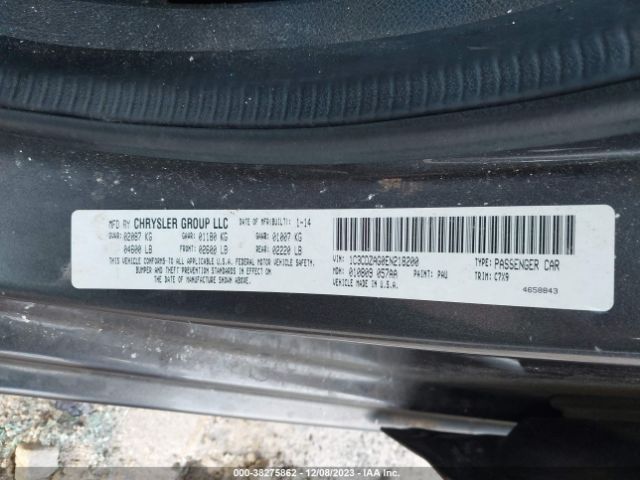 MFD BY CHRYSLER GROUP LLC DATE OF MFR(BUILT): 1-14
GVWR: 02087 KG GAWR: 01180 KG GAWR: 01007 KG
04600 LB FRONT: 02600 LB REAR: 02220 LB
THIS VEHICLE CONFORMS TO ALL APPLICABLE U.S.A. FEDERAL MOTOR VEHICLE SAFETY,
BUMPER AND THEFT PREVENTION STANDARDS IN EFFECT ON
THE DATE OF MANUFACTURE SHOWN ABOVE.
VIN: 1C3CDZAG0EN218200 TYPE: PASSENGER CAR
MDH: 010809 057AA PAINT: PAU TRIM: C7X9
VEHICLE MADE IN U.S.A. 4658843
000-38275862 - 12/08/2023 - IAA Inc.